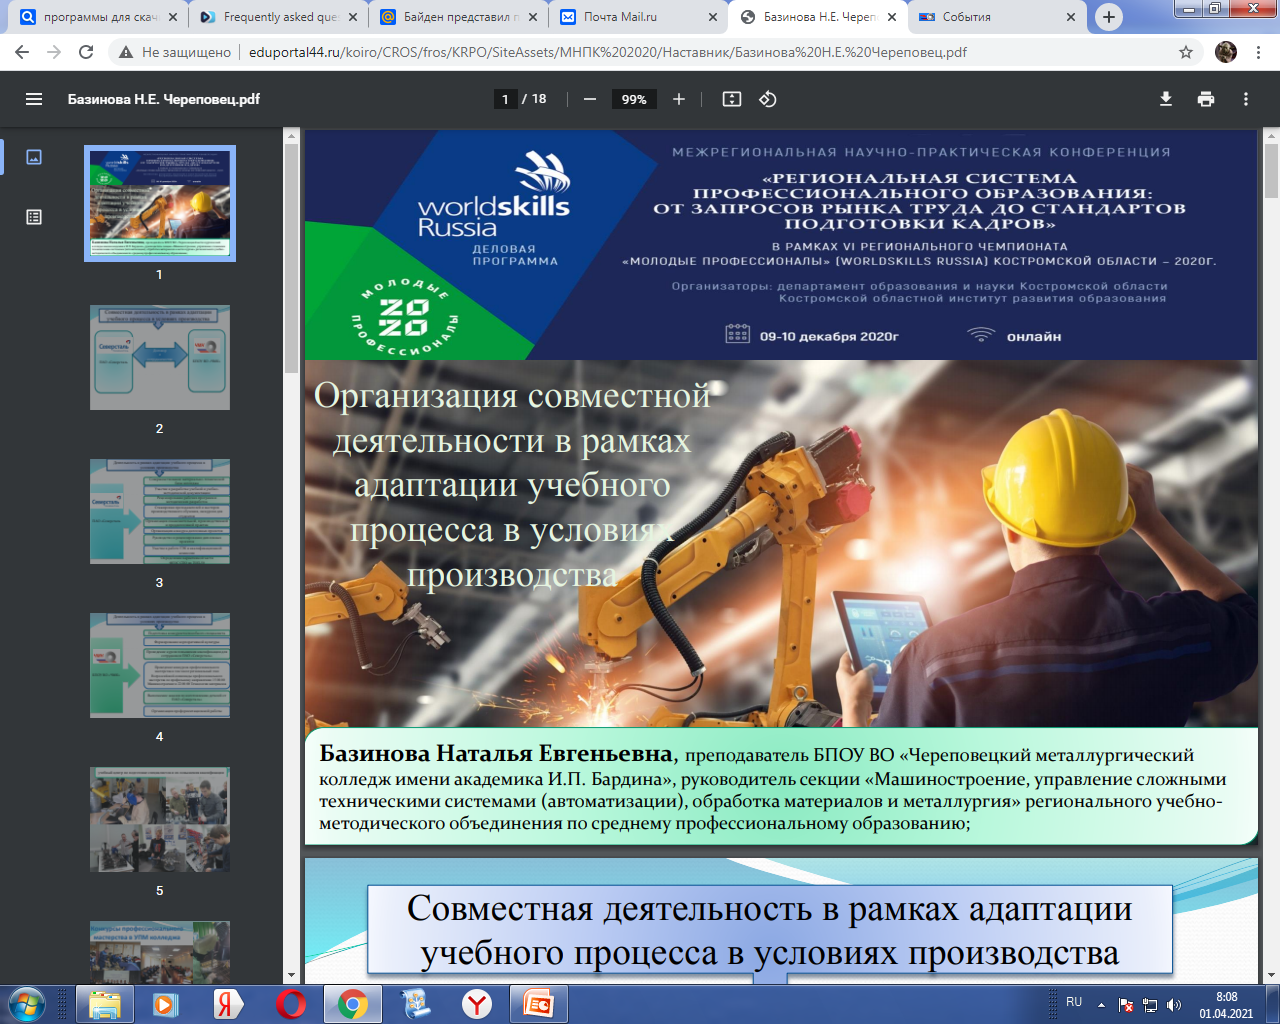 программы для скач
Frequently asked que
Байден представил п
Почта Mail.ru
Базинова Н.Е. Череп
События
Не защищено
eduportal44.ru/koiro/CROS/fros/KRPO/SiteAssets/МНПК%202020/Наставник/Базинова%20Н.Е.%20Череповец.pdf
Базинова Н.Е. Череповец.pdf
1 / 18
99%
worldskills
Russia
ДЕЛОВАЯ
ПРОГРАММА
МОЛОДЫЕ
2020
ПРОФЕССИОНАЛЫ
МЕЖРЕГИОНАЛЬНАЯ НАУЧНО-ПРАКТИЧЕСКАЯ КОНФЕРЕНЦИЯ
«РЕГИОНАЛЬНАЯ СИСТЕМА
ПРОФЕССИОНАЛЬНОГО ОБРАЗОВАНИЯ:
ОТ ЗАПРОСОВ РЫНКА ТРУДА ДО СТАНДАРТОВ
ПОДГОТОВКИ КАДРОВ»
В РАМКАХ VI РЕГИОНАЛЬНОГО ЧЕМПИОНАТА
«МОЛОДЫЕ ПРОФЕССИОНАЛЫ» (WORLDSKILLS RUSSIA) КОСТРОМСКОЙ ОБЛАСТИ – 2020г.
Организаторы: департамент образования и науки Костромской области
Костромской областной институт развития образования
09-10 декабря 2020г
онлайн
Организация совместной
деятельности в рамках
адаптации учебного
процесса в условиях
производства
Базинова Наталья Евгеньевна, преподаватель БПОУ ВО «Череповецкий металлургический
колледж имени академика И.П. Бардина», руководитель секции «Машиностроение, управление сложными
техническими системами (автоматизации), обработка материалов и металлургия» регионального учебно-
методического объединения по среднему профессиональному образованию;
Совместная деятельность в рамках адаптации
учебного процесса в условиях производства
1
2
3
4
5
RU
8:08
01.04.2021